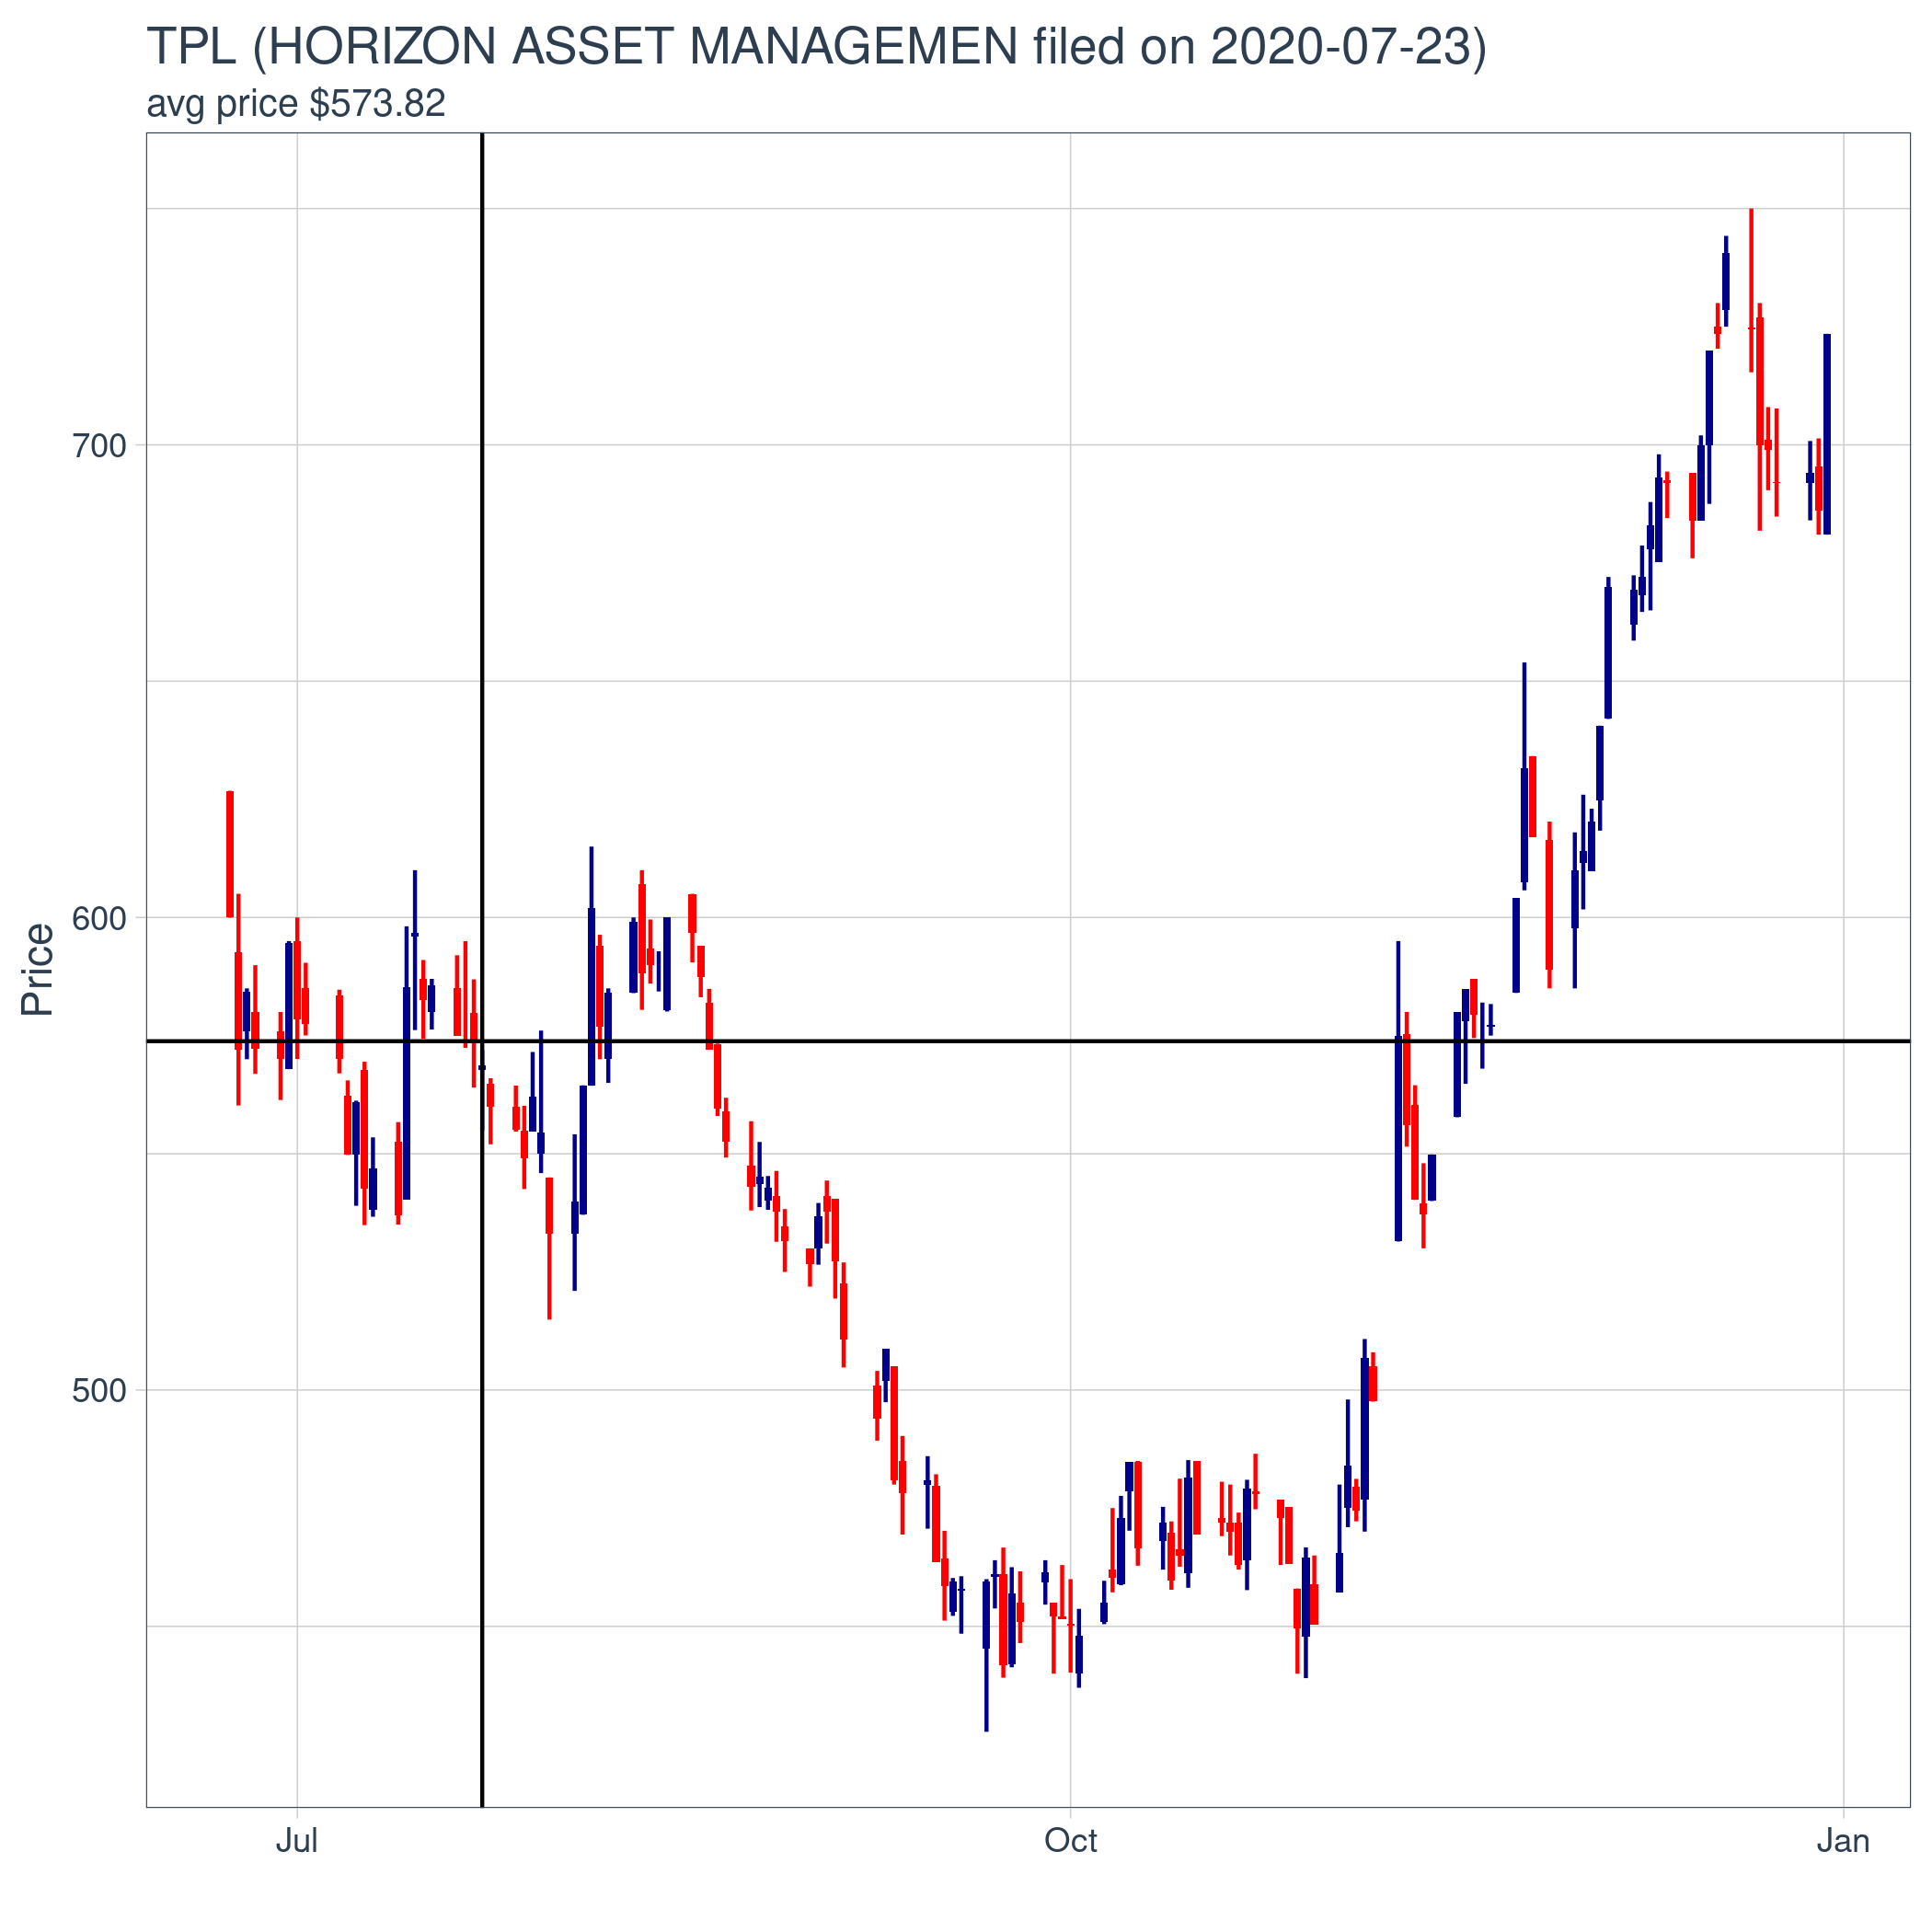 TPL (HORIZON ASSET MANAGEMEN filed on 2020-07-23)
avg price $573.82
Price
700
600
500
Jul
Oct
Jan